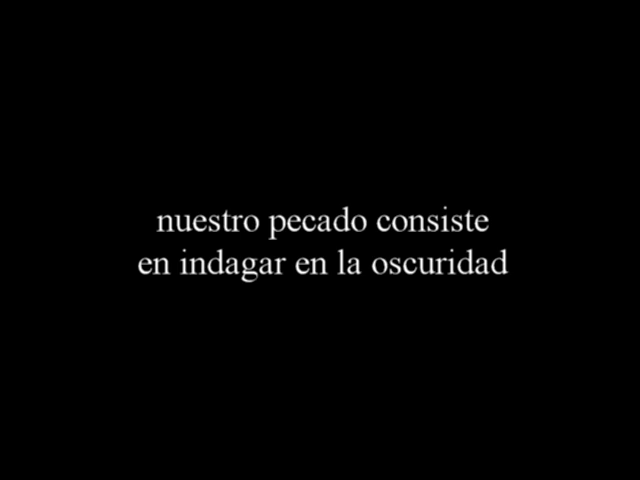 nuestro pecado consiste
en indagar en la oscuridad